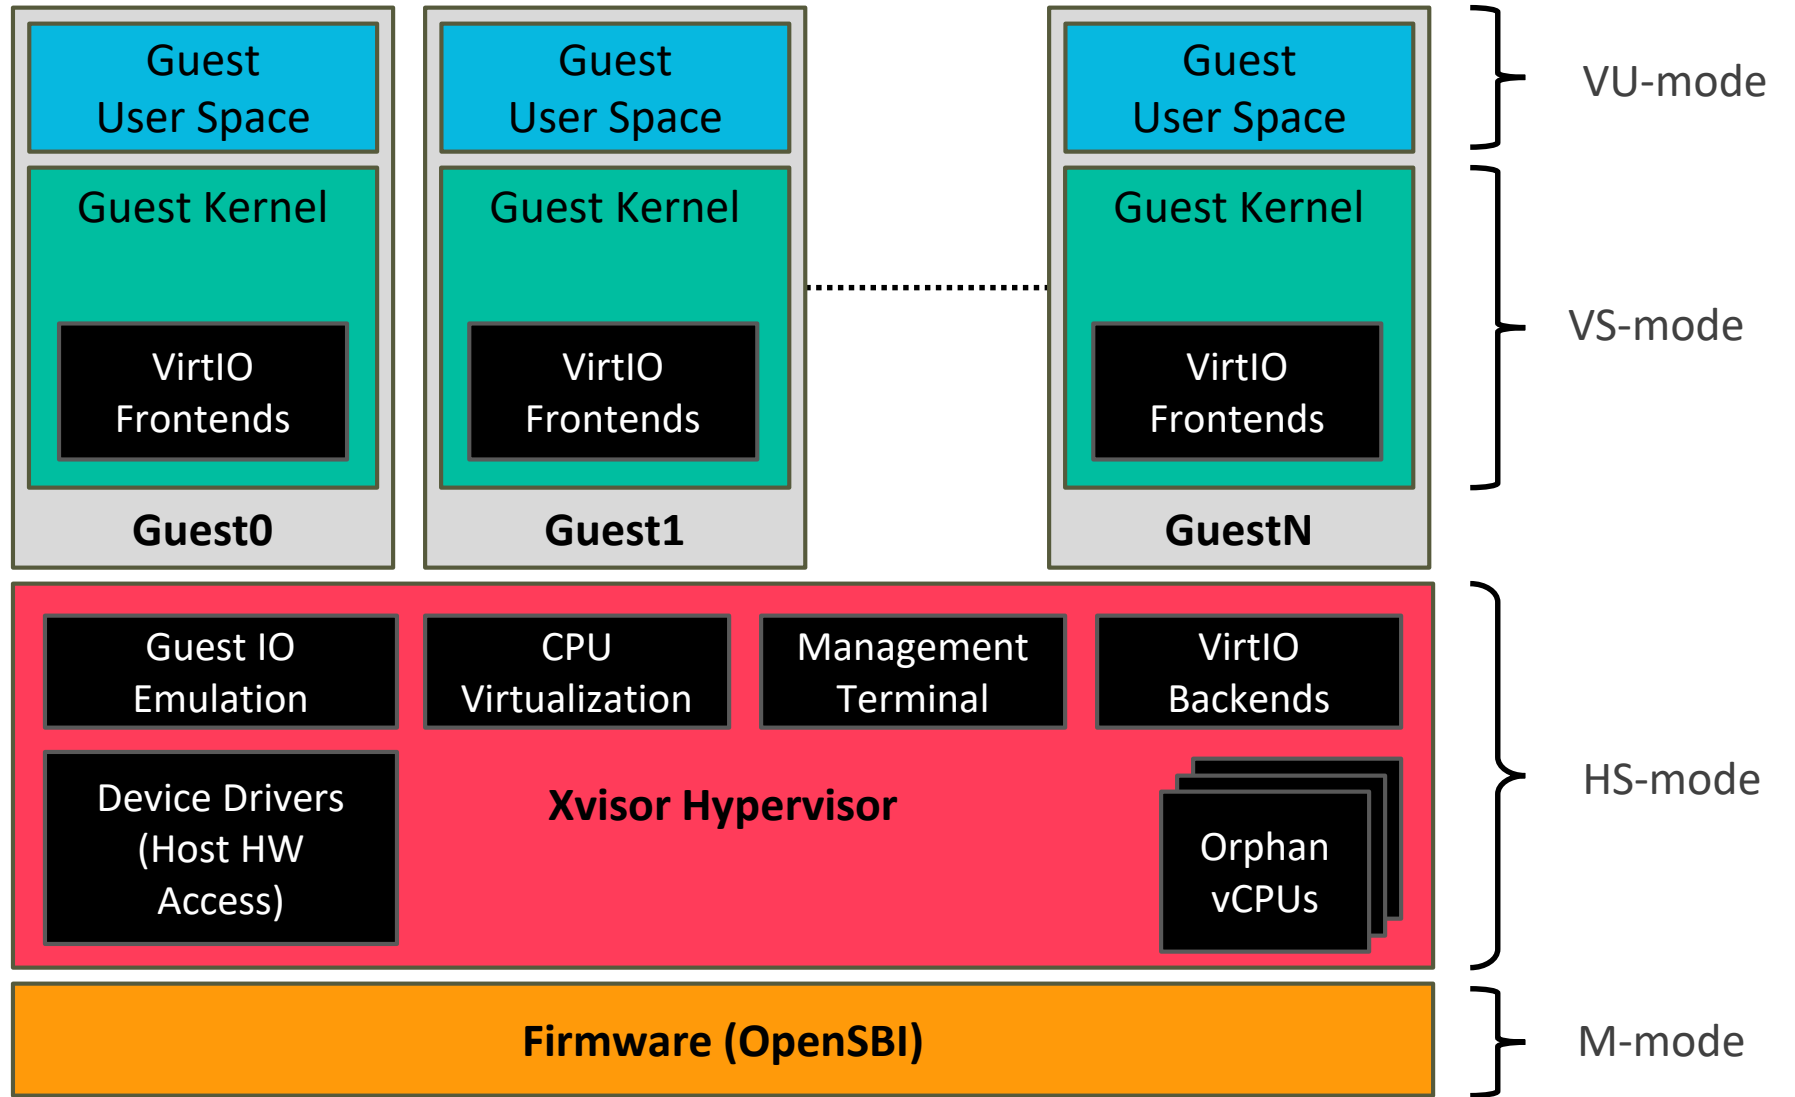 Guest
User Space
Guest Kernel
VirtIO
Frontends
Guest0
Guest
User Space
Guest Kernel
VirtIO
Frontends
Guest1
Guest
User Space
Guest Kernel
VirtIO
Frontends
GuestN
VU-mode
VS-mode
Guest IO
Emulation
CPU
Virtualization
Management
Terminal
VirtIO
Backends
Device Drivers
(Host HW
Access)
Xvisor Hypervisor
Orphan
vCPUs
HS-mode
Firmware (OpenSBI)
M-mode